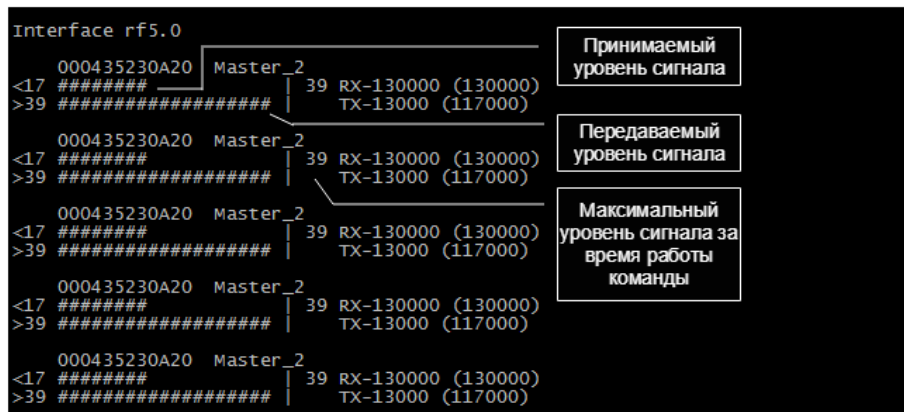 Interface rf5.0
000435230A20 Master_2
<17 ######## | 39 RX-130000 (130000)
>39 ################### | TX-13000 (117000)
000435230A20 Master_2
<17 ######## | 39 RX-130000 (130000)
>39 ################### | TX-13000 (117000)
000435230A20 Master_2
<17 ######## | 39 RX-130000 (130000)
>39 ################### | TX-13000 (117000)
000435230A20 Master_2
<17 ######## | 39 RX-130000 (130000)
>39 ################### | TX-13000 (117000)
000435230A20 Master_2
<17 ######## | 39 RX-130000 (130000)
>39 ################### | TX-13000 (117000)
Принимаемый
уровень сигнала
Передаваемый
уровень сигнала
Максимальный
уровень сигнала за
время работы
команды